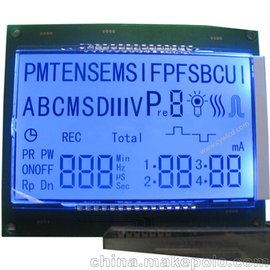 PMTENSEMSIFPFSBCUI
ABCMSDIIIVPre8
REC Total
PR PW
ONOFF
Rp Dn
888
Min
Hz
HS
Sec
1 2 3 4
88:88
mA
china.makepolo.com